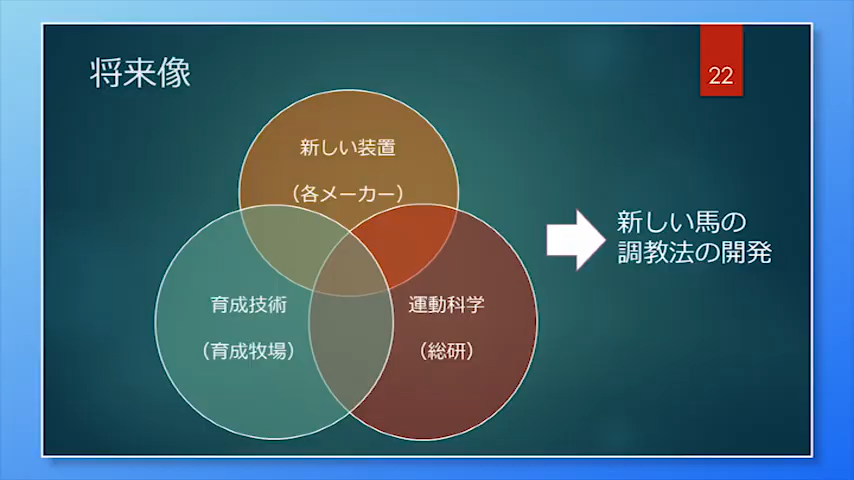 将来像
22
新しい装置
（各メーカー）
育成技術
（育成牧場）
運動科学
（総研）
新しい馬の
調教法の開発